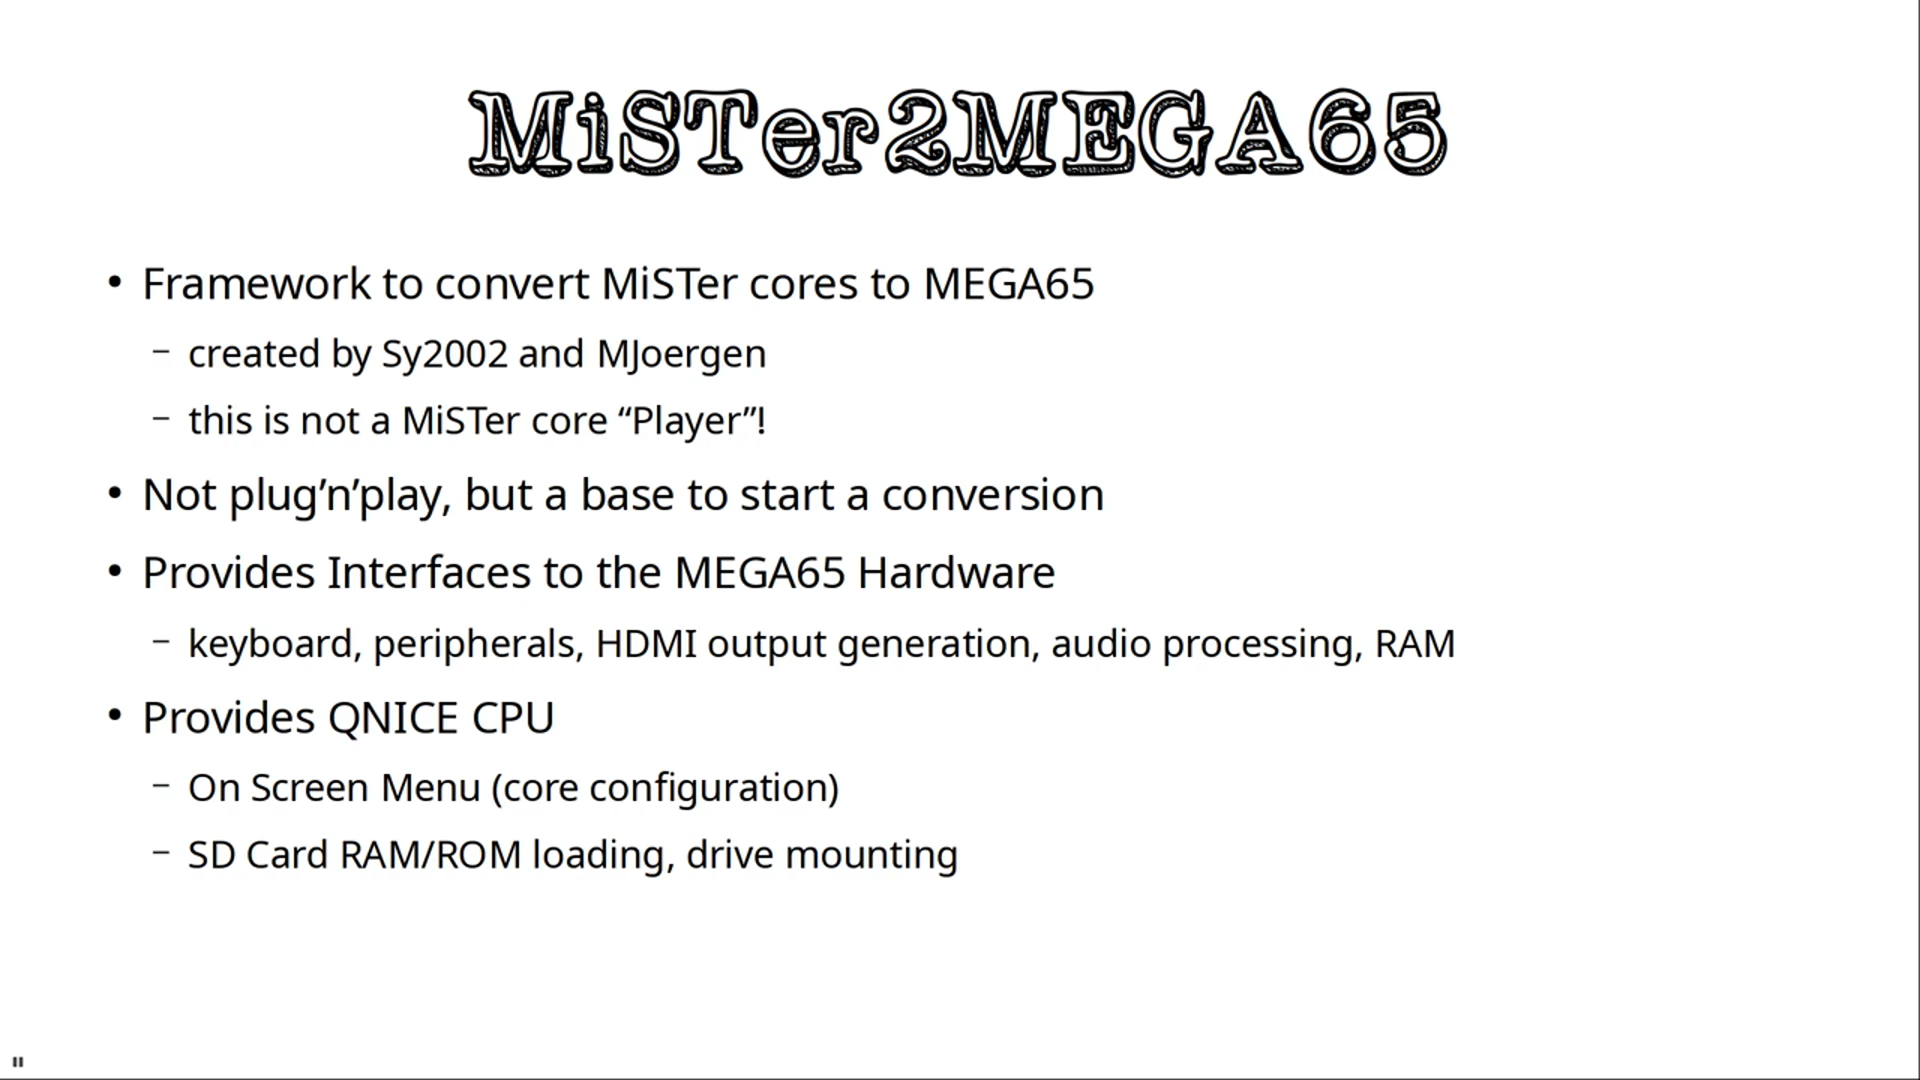 MiSTer2MEGA65
• Framework to convert MiSTer cores to MEGA65
– created by Sy2002 and MJoergen
– this is not a MiSTer core “Player”!
• Not plug’n’play, but a base to start a conversion
• Provides Interfaces to the MEGA65 Hardware
– keyboard, peripherals, HDMI output generation, audio processing, RAM
• Provides QNICE CPU
– On Screen Menu (core configuration)
– SD Card RAM/ROM loading, drive mounting